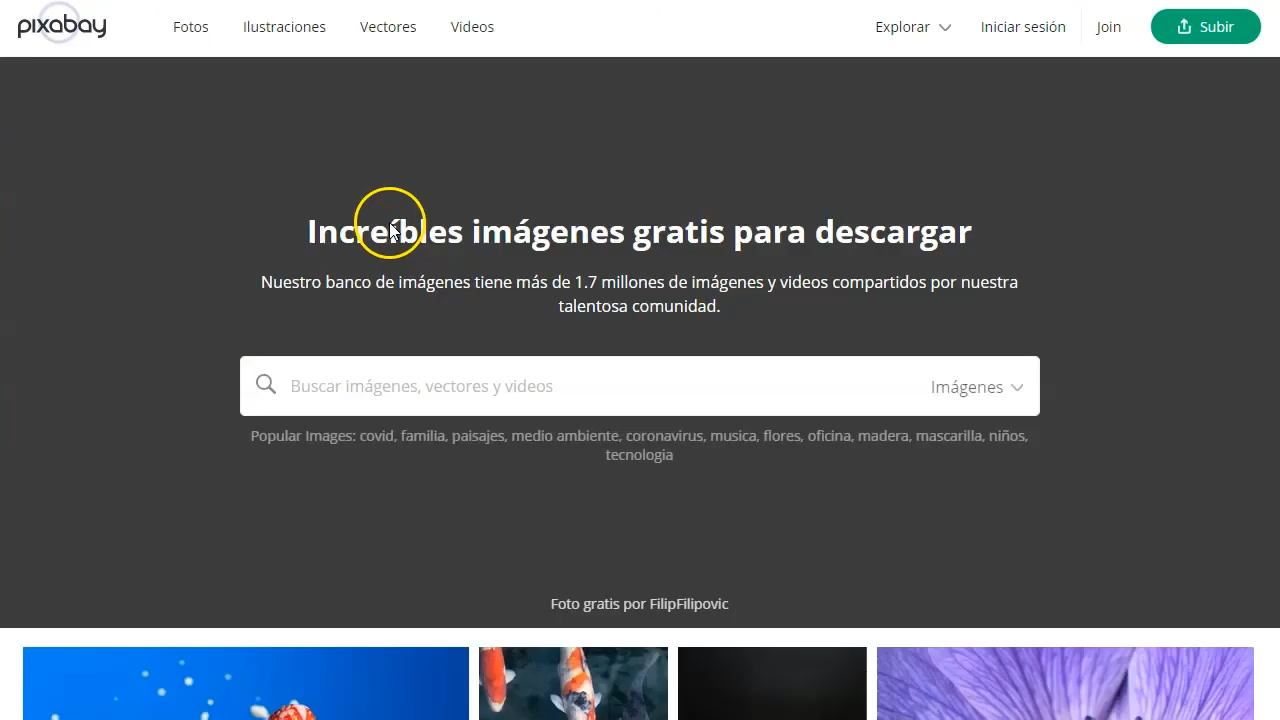 pixabay
Fotos
Ilustraciones
Vectores
Videos
Explorar
Iniciar sesión
Join
Subir
Increíbles imágenes gratis para descargar
Nuestro banco de imágenes tiene más de 1.7 millones de imágenes y videos compartidos por nuestra
talentosa comunidad.
Buscar imágenes, vectores y videos
Imágenes
Popular Images: covid, familia, paisajes, medio ambiente, coronavirus, musica, flores, oficina, madera, mascarilla, niños,
tecnologia
Foto gratis por FilipFilipovic